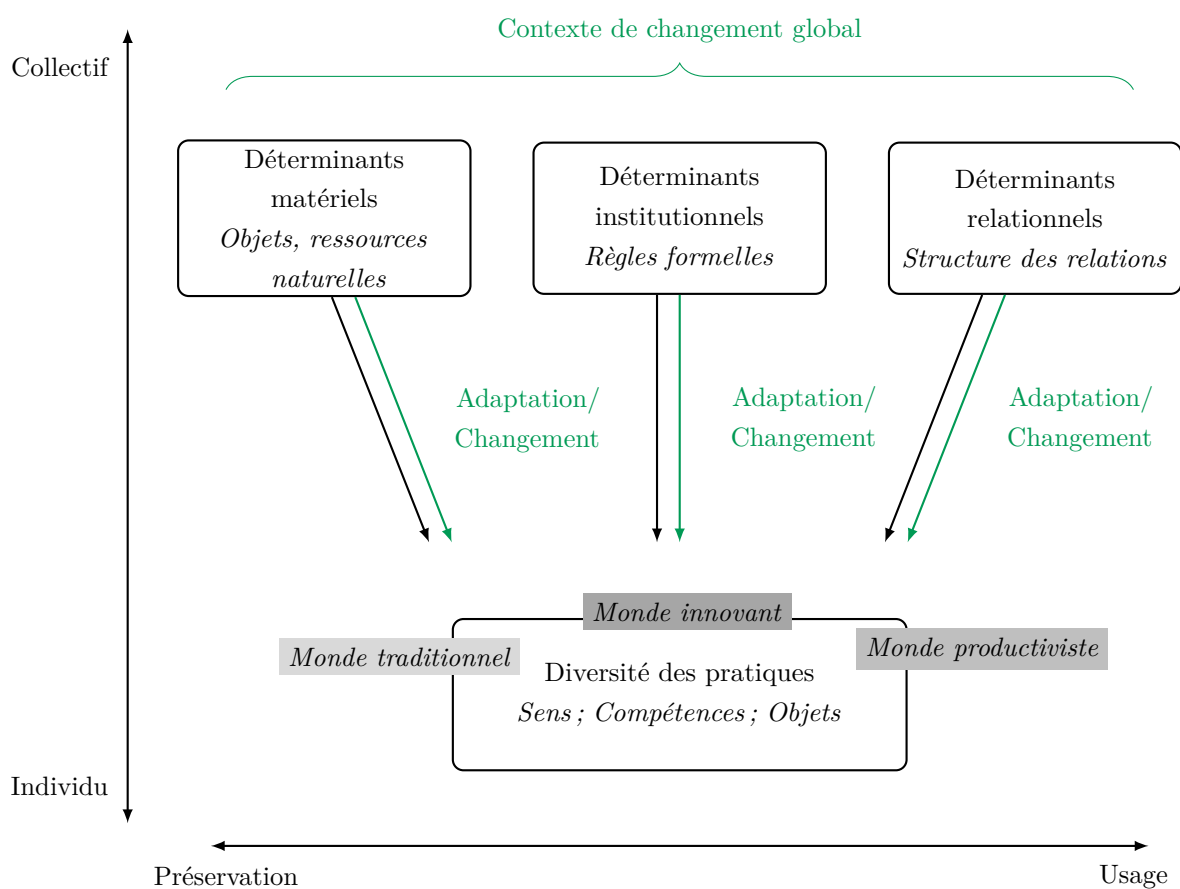 Contexte de changement global
Collectif
Déterminants
matériels
Objets, ressources
naturelles
Déterminants
institutionnels
Règles formelles
Déterminants
relationnels
Structure des relations
Adaptation/
Changement
Adaptation/
Changement
Adaptation/
Changement
Monde innovant
Monde traditionnel
Monde productiviste
Diversité des pratiques
Sens ; Compétences ; Objets
Individu
Préservation
Usage